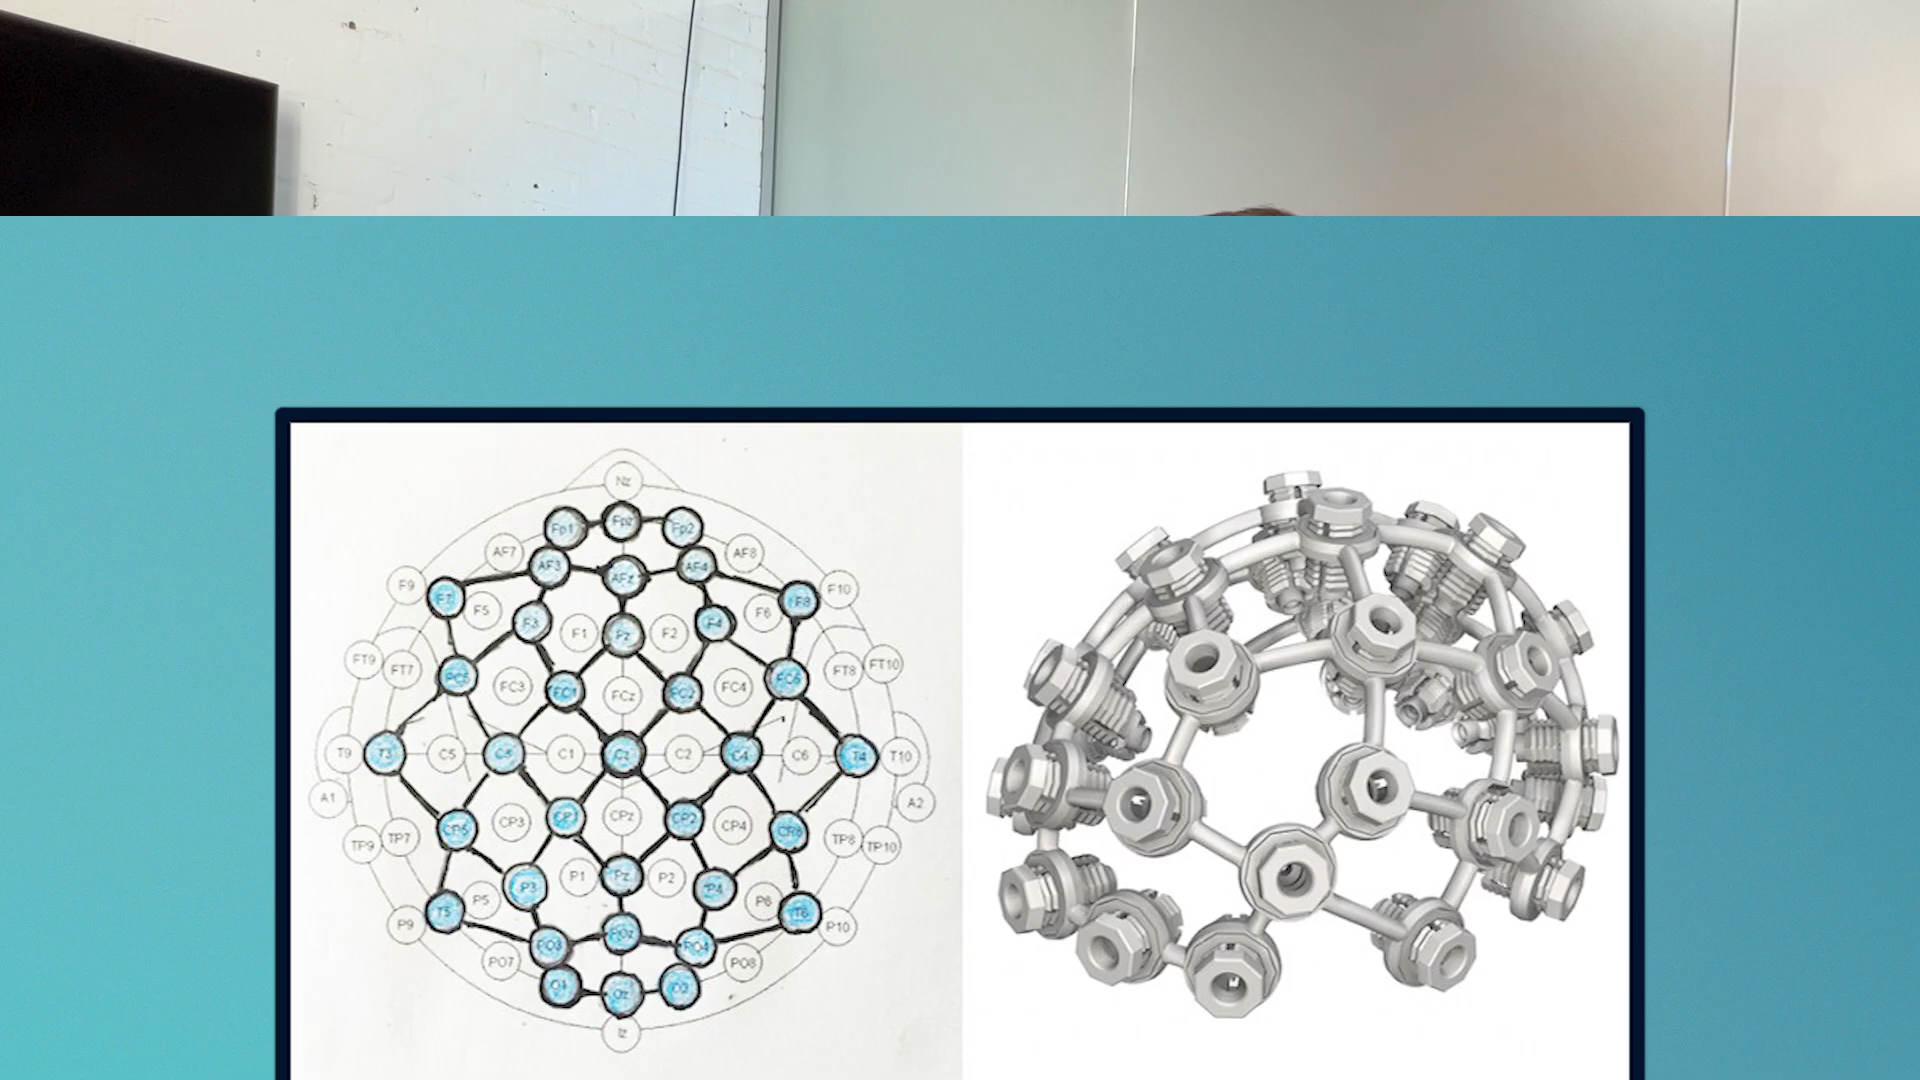 Nz
Fp1 Fpz Fp2
AF7 AF8
AF3 AFz AF4
F9 F10
F7 F5 F6 F8
F3 F1 Fz F2 F4
FT9 FT7 FC5 FC3 FC1 FCz FC2 FC4 FC6 FT8 FT10
T9 T3 C5 C3 C1 Cz C2 C4 C6 T4 T10
A1 A2
TP9 TP7 CP5 CP3 CP1 CPz CP2 CP4 CP6 TP8 TP10
P3 P1 Pz P2 P4
P9 T5 P5 P6 T6 P10
PO3 POz PO4
PO7 PO8
O1 Oz O2
Iz